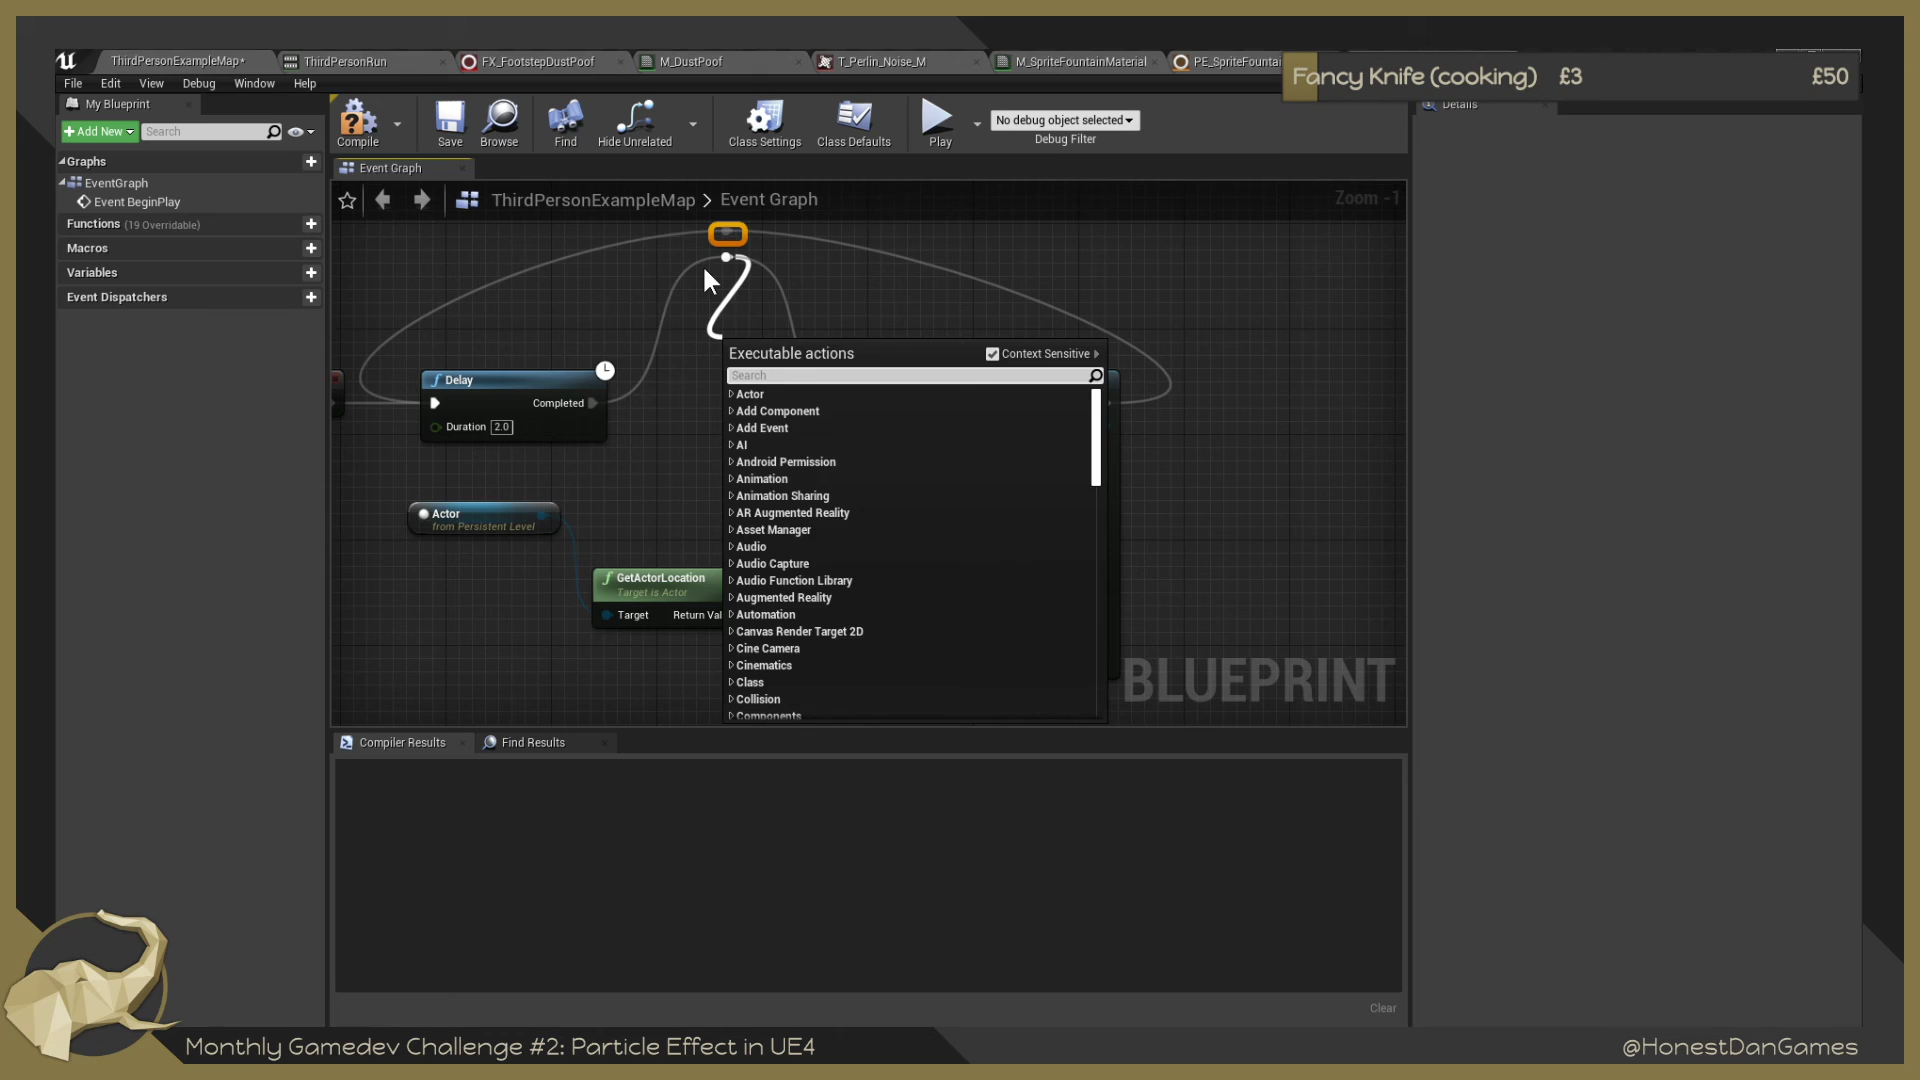 ThirdPersonExampleMap*
ThirdPersonRun
FX_FootstepDustPoof
M_DustPoof
T_Perlin_Noise_M
M_SpriteFountainMaterial
PE_SpriteFountai
Fancy Knife (cooking) £3 £50
File Edit View Debug Window Help
My Blueprint
Details
Add New
Search
Compile
Save
Browse
Find
Hide Unrelated
Class Settings
Class Defaults
Play
No debug object selected
Debug Filter
Graphs
EventGraph
Event BeginPlay
Functions (19 Overridable)
Macros
Variables
Event Dispatchers
Event Graph
ThirdPersonExampleMap > Event Graph
Zoom -1
Delay
Completed
Duration 2.0
Actor
from Persistent Level
GetActorLocation
Target is Actor
Target Return Val
Executable actions
Context Sensitive
Search
Actor
Add Component
Add Event
AI
Android Permission
Animation
Animation Sharing
AR Augmented Reality
Asset Manager
Audio
Audio Capture
Audio Function Library
Augmented Reality
Automation
Canvas Render Target 2D
Cine Camera
Cinematics
Class
Collision
Components
BLUEPRINT
Compiler Results
Find Results
Clear
Monthly Gamedev Challenge #2: Particle Effect in UE4
@HonestDanGames